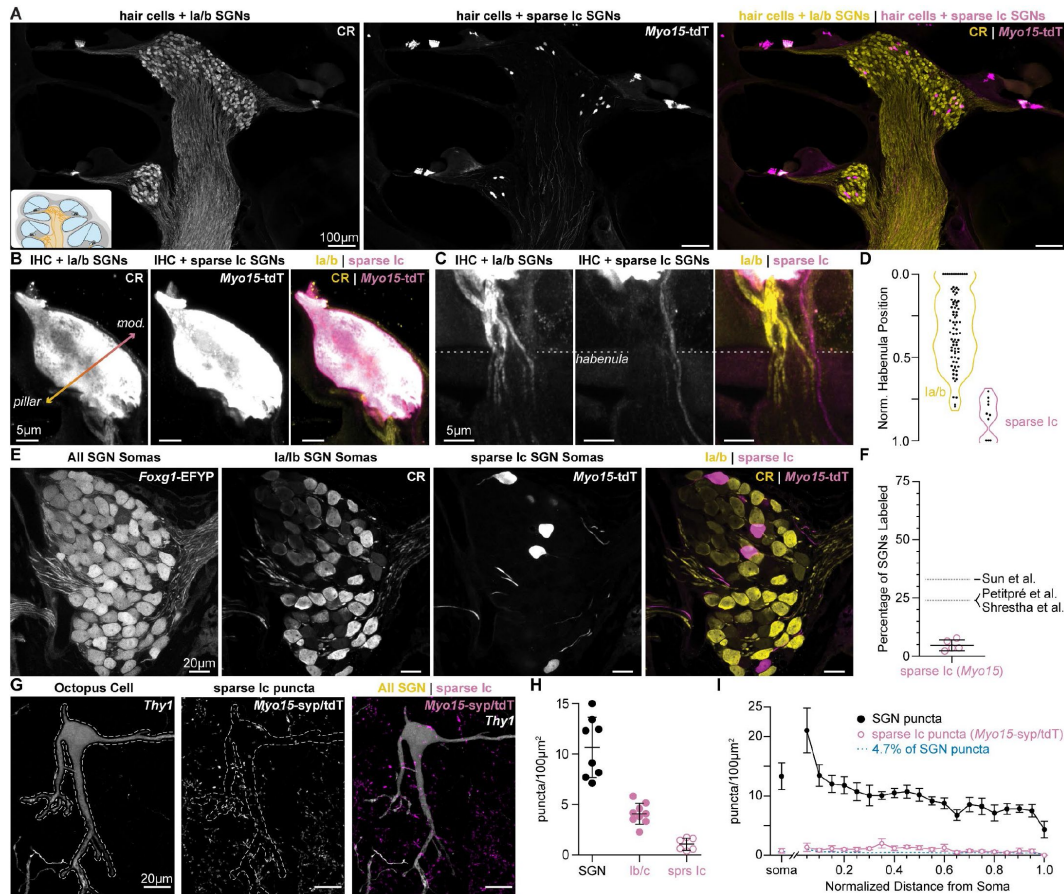 A
hair cells + Ia/b SGNs
hair cells + sparse Ic SGNs
hair cells + Ia/b SGNs | hair cells + sparse Ic SGNs
CR
Myo15-tdT
CR | Myo15-tdT
100µm
B
IHC + Ia/b SGNs
IHC + sparse Ic SGNs
Ia/b | sparse Ic
CR
Myo15-tdT
CR | Myo15-tdT
mod.
pillar
5µm
C
IHC + Ia/b SGNs
IHC + sparse Ic SGNs
Ia/b | sparse Ic
CR
Myo15-tdT
CR | Myo15-tdT
habenula
5µm
D
Norm. Habenula Position
0.0
0.5
1.0
Ia/b
sparse Ic
E
All SGN Somas
Ia/Ib SGN Somas
sparse Ic SGN Somas
Ia/b | sparse Ic
Foxg1-EFYP
CR
Myo15-tdT
CR | Myo15-tdT
20µm
F
Percentage of SGNs Labeled
75
50
25
0
Sun et al.
Petitpré et al.
Shrestha et al.
sparse Ic (Myo15)
G
Octopus Cell
sparse Ic puncta
All SGN | sparse Ic
Thy1
Myo15-syp/tdT
Myo15-syp/tdT
Thy1
20µm
H
puncta/100µm²
15
10
5
0
SGN
Ib/c
sprs Ic
I
puncta/100µm²
25
20
10
0
SGN puncta
sparse Ic puncta (Myo15-syp/tdT)
4.7% of SGN puncta
soma
0.2
0.4
0.6
0.8
1.0
Normalized Distance from Soma